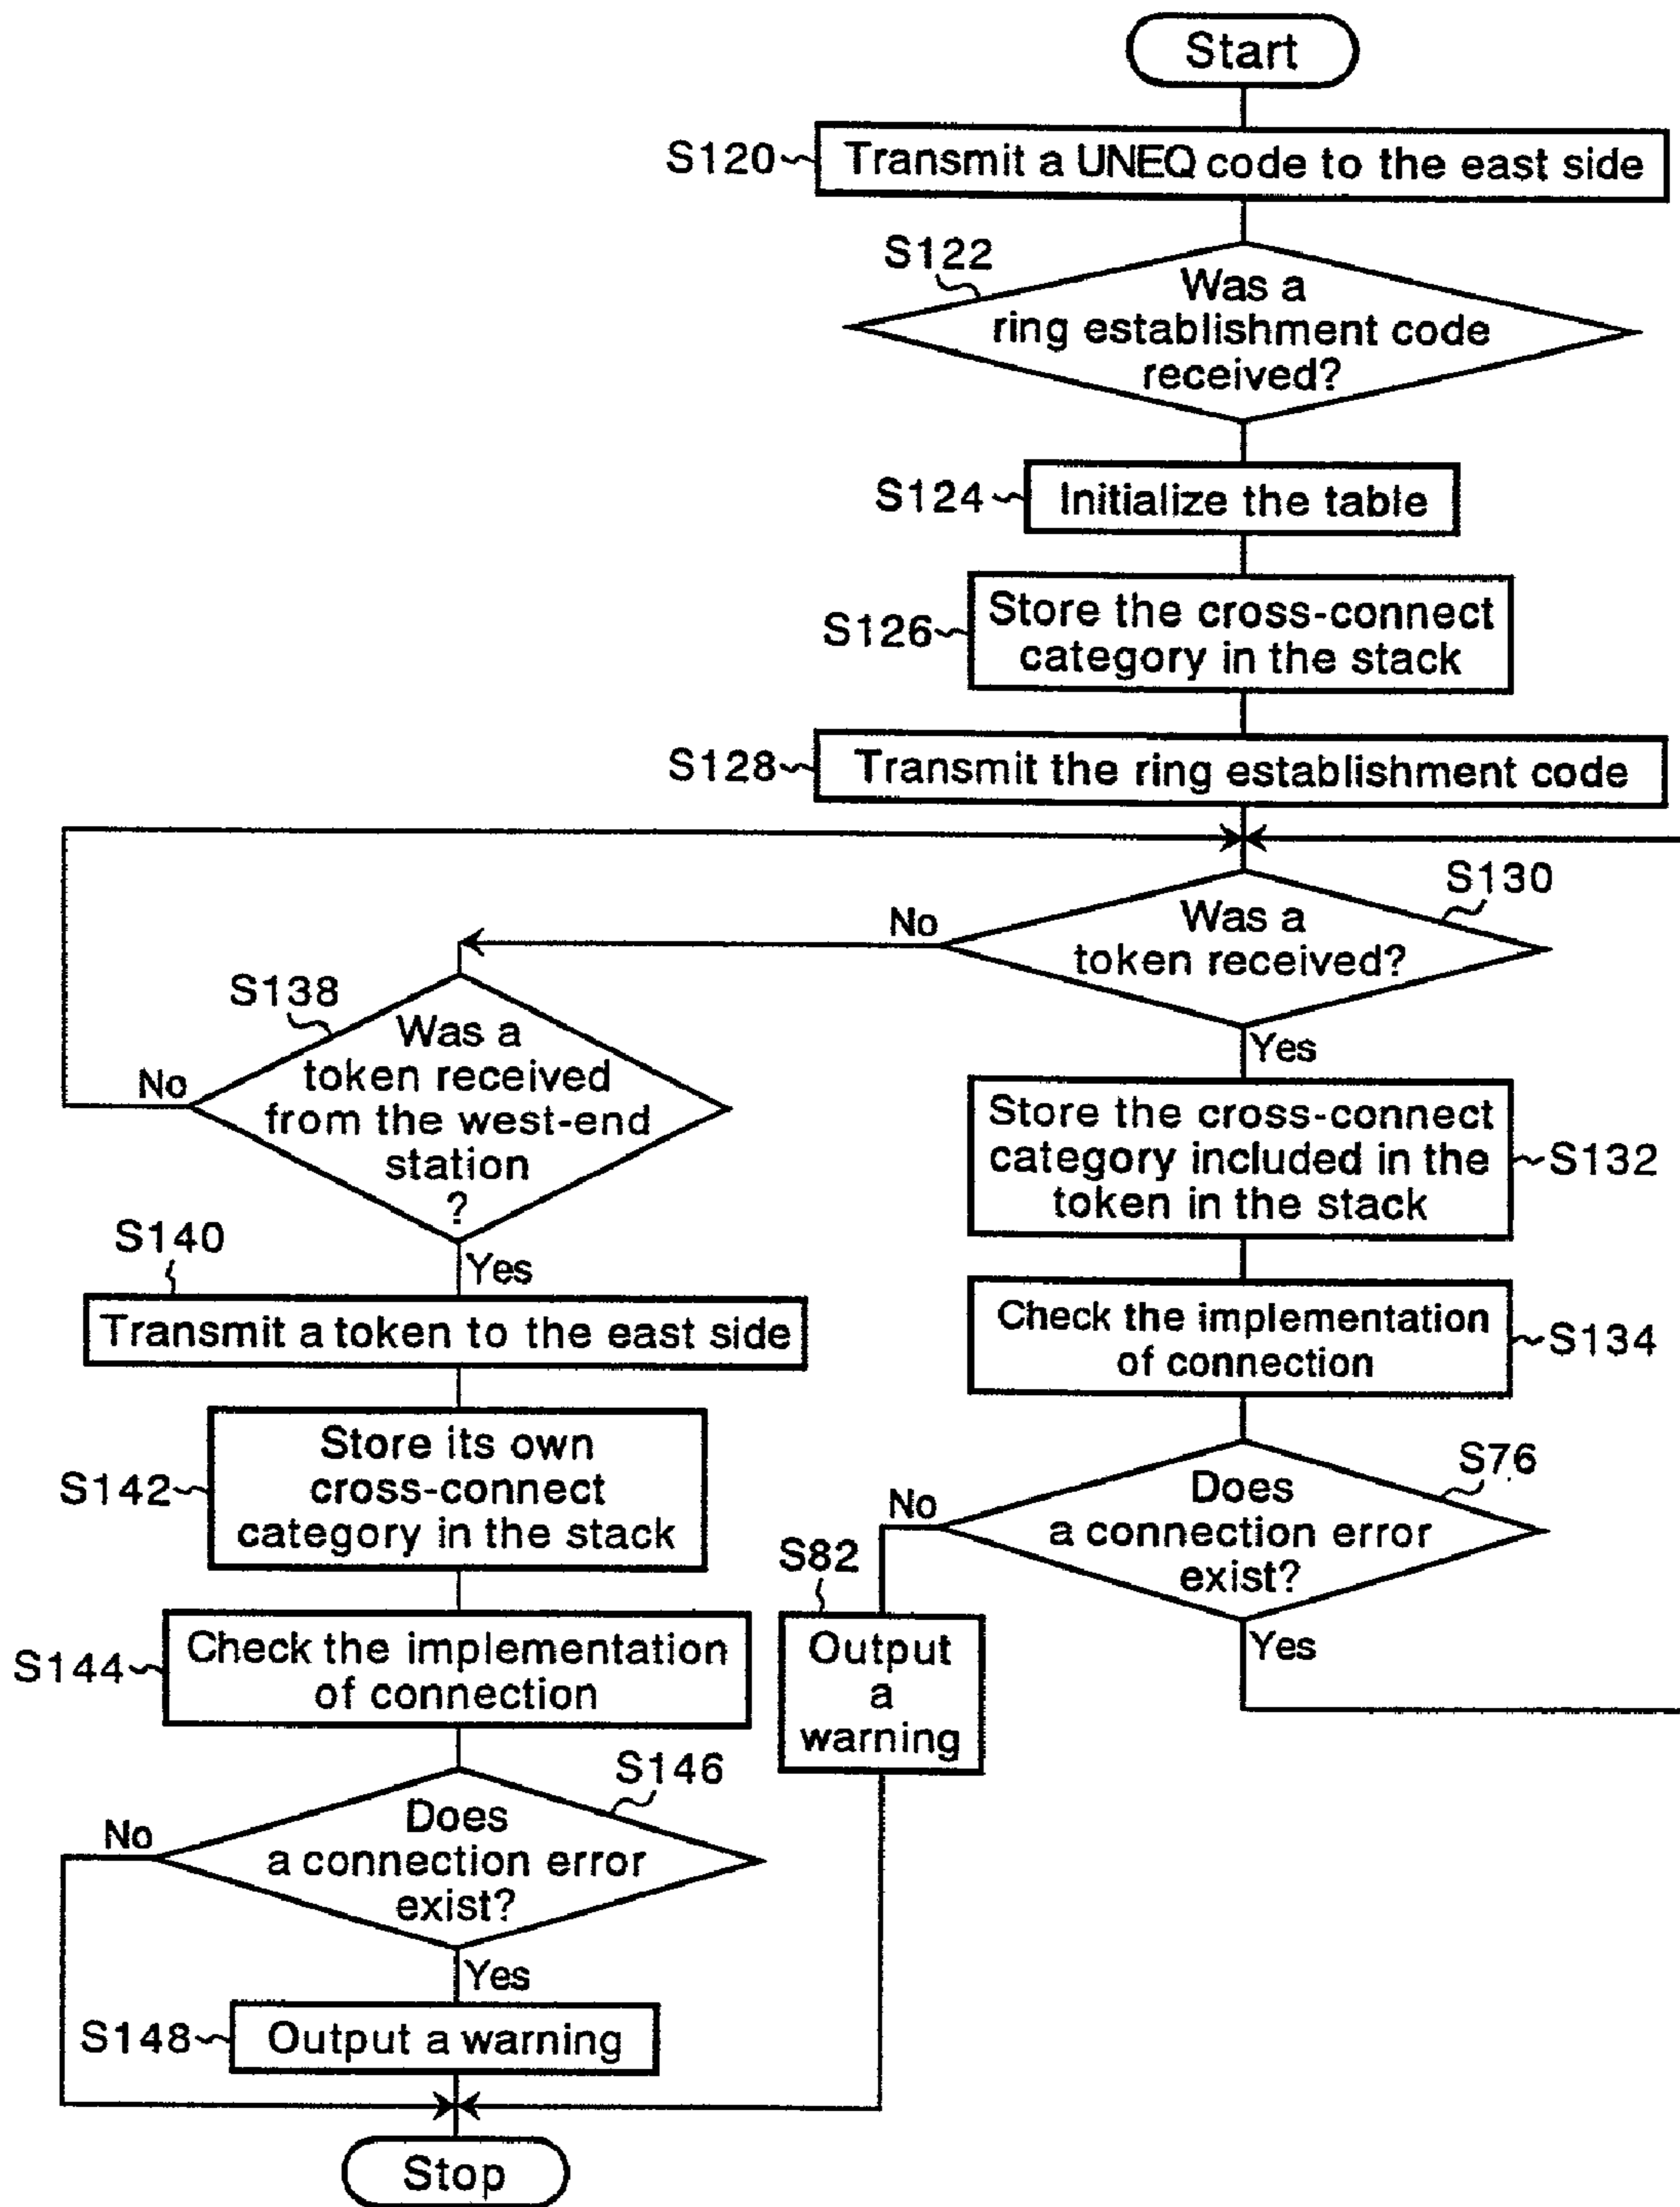 Start
S120
Transmit a UNEQ code to the east side
S122
Was a
ring establishment code
received?
S124
Initialize the table
S126
Store the cross-connect
category in the stack
S128
Transmit the ring establishment code
S130
Was a
token received?
No
Yes
S138
Was a
token received
from the west-end
station
?
No
Yes
Store the cross-connect
category included in the
token in the stack
S132
S140
Transmit a token to the east side
Check the implementation
of connection
S134
S142
Store its own
cross-connect
category in the stack
S76
Does
a connection error
exist?
No
Yes
S82
Output
a
warning
S144
Check the implementation
of connection
S146
Does
a connection error
exist?
No
Yes
S148
Output a warning
Stop